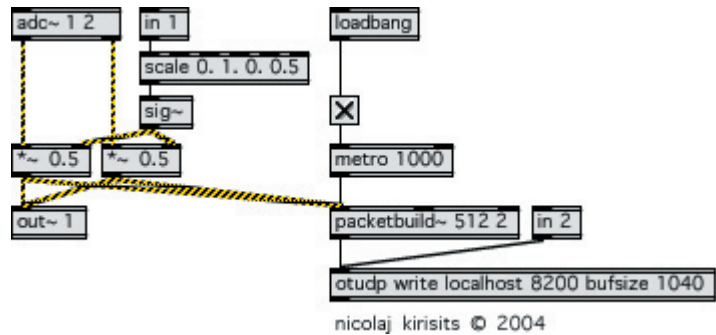 adc~ 1 2
in 1
loadbang
scale 0. 1. 0. 0.5
sig~
*~ 0.5
*~ 0.5
metro 1000
out~ 1
packetbuild~ 512 2
in 2
otudp write localhost 8200 bufsize 1040
nicolaj kirisits © 2004